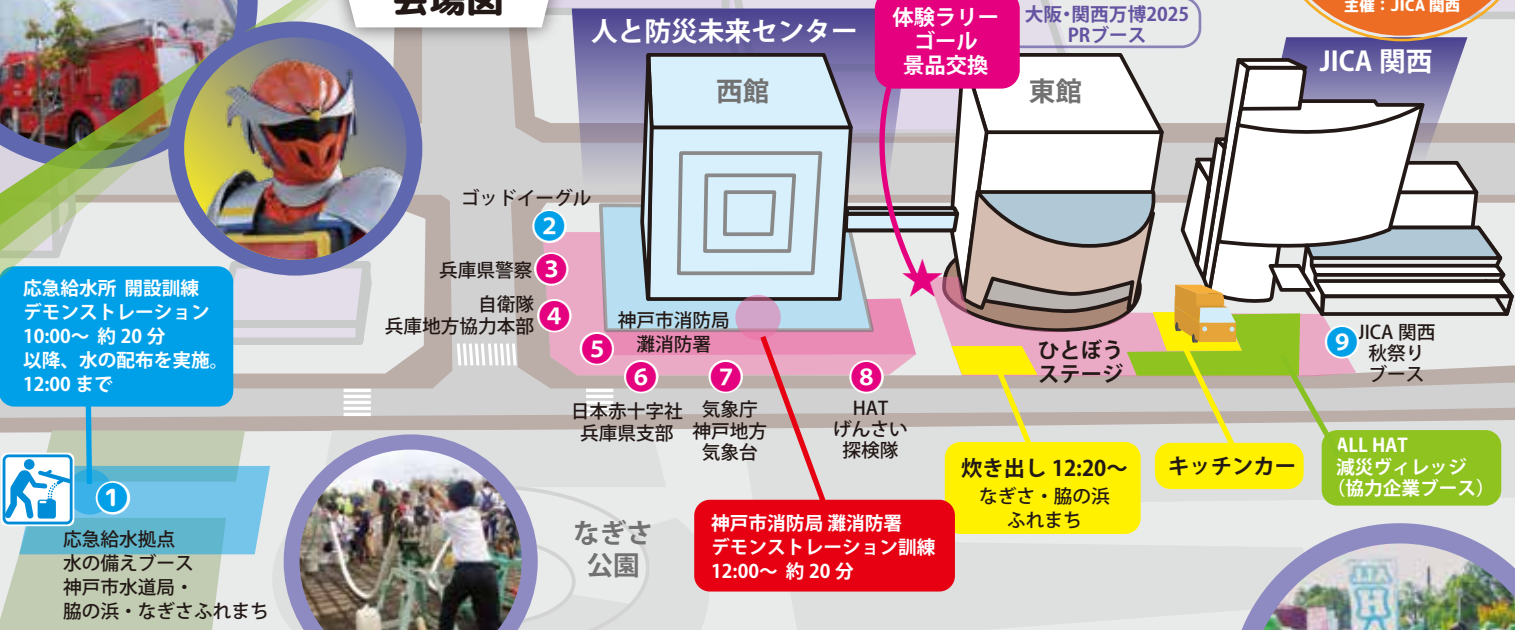 会場図
人と防災未来センター
西館
体験ラリー
ゴール
景品交換
大阪・関西万博2025
PRブース
東館
主催：JICA 関西
JICA 関西
ゴッドイーグル
2
兵庫県警察
3
自衛隊
兵庫地方協力本部
4
神戸市消防局
灘消防署
5
6
日本赤十字社
兵庫県支部
7
気象庁
神戸地方
気象台
8
HAT
げんさい
探検隊
ひとぼう
ステージ
9
JICA 関西
秋祭り
ブース
応急給水所 開設訓練
デモンストレーション
10:00～ 約 20 分
以降、水の配布を実施。
12:00 まで
1
応急給水拠点
水の備えブース
神戸市水道局・
脇の浜・なぎさふれまち
なぎさ
公園
神戸市消防局 灘消防署
デモンストレーション訓練
12:00～ 約 20 分
炊き出し 12:20～
なぎさ・脇の浜
ふれまち
キッチンカー
ALL HAT
減災ヴィレッジ
（協力企業ブース）